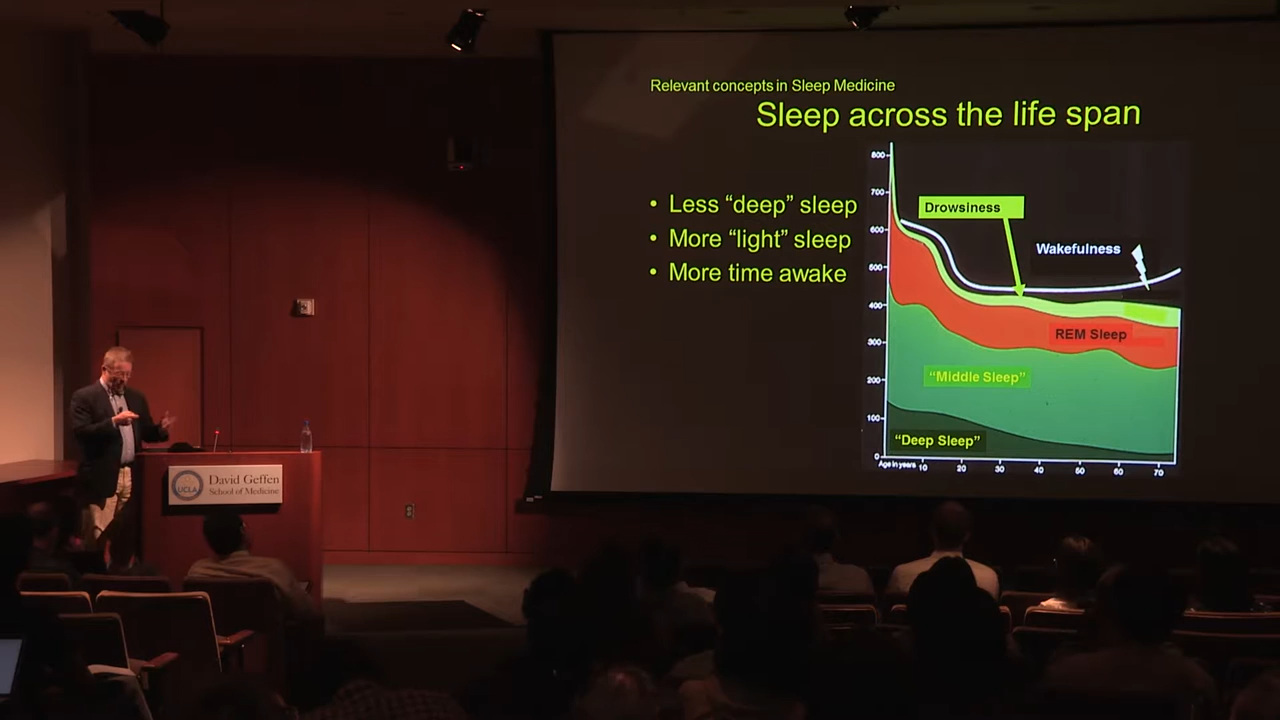 Relevant concepts in Sleep Medicine
Sleep across the life span
• Less “deep” sleep
• More “light” sleep
• More time awake
800
700
600
500
400
300
200
100
0
Drowsiness
Wakefulness
REM Sleep
“Middle Sleep”
“Deep Sleep”
Age in years
10 20 30 40 50 60 70
UCLA
David Geffen
School of Medicine